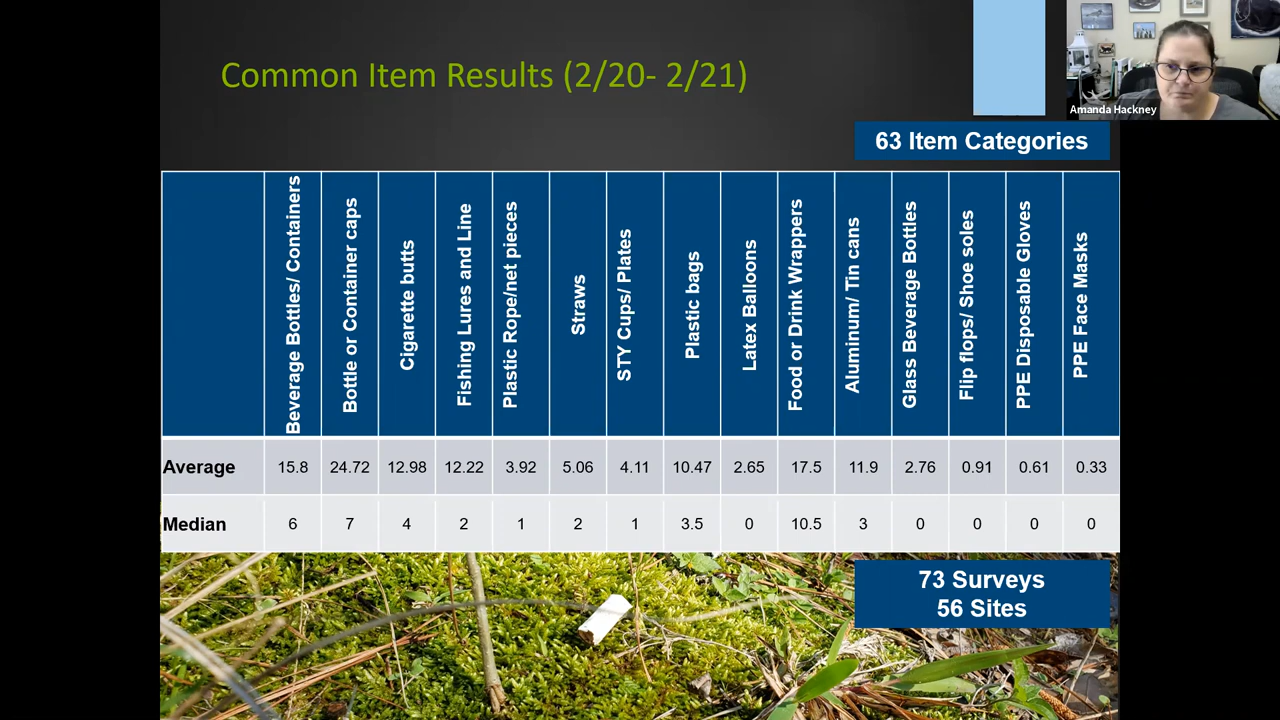 Common Item Results (2/20- 2/21)
Amanda Hackney
63 Item Categories
Beverage Bottles/ Containers
Bottle or Container caps
Cigarette butts
Fishing Lures and Line
Plastic Rope/net pieces
Straws
STY Cups/ Plates
Plastic bags
Latex Balloons
Food or Drink Wrappers
Aluminum/ Tin cans
Glass Beverage Bottles
Flip flops/ Shoe soles
PPE Disposable Gloves
PPE Face Masks
Average 15.8 24.72 12.98 12.22 3.92 5.06 4.11 10.47 2.65 17.5 11.9 2.76 0.91 0.61 0.33
Median 6 7 4 2 1 2 1 3.5 0 10.5 3 0 0 0 0
73 Surveys
56 Sites